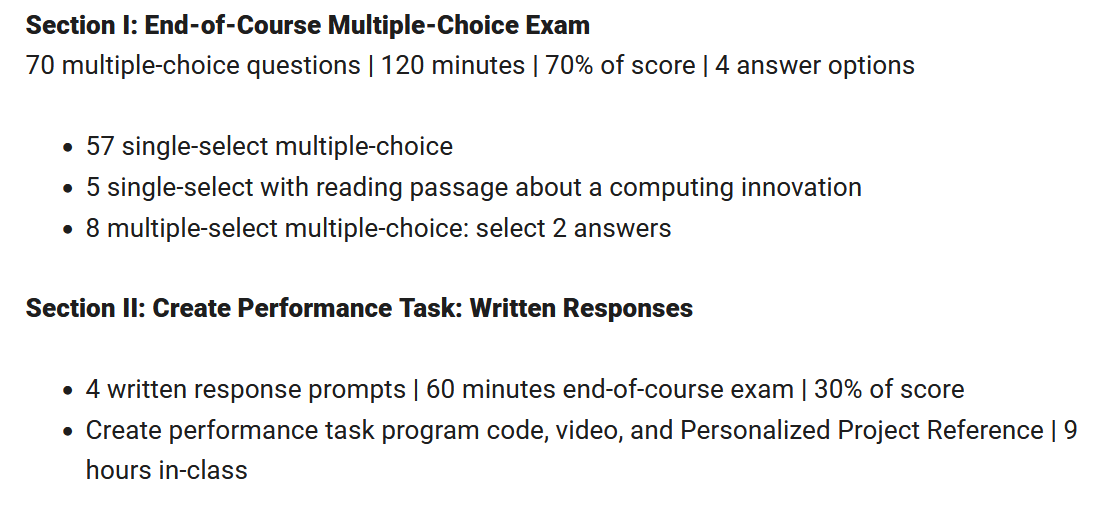 Section I: End-of-Course Multiple-Choice Exam
70 multiple-choice questions | 120 minutes | 70% of score | 4 answer options
• 57 single-select multiple-choice
• 5 single-select with reading passage about a computing innovation
• 8 multiple-select multiple-choice: select 2 answers
Section II: Create Performance Task: Written Responses
• 4 written response prompts | 60 minutes end-of-course exam | 30% of score
• Create performance task program code, video, and Personalized Project Reference | 9
hours in-class